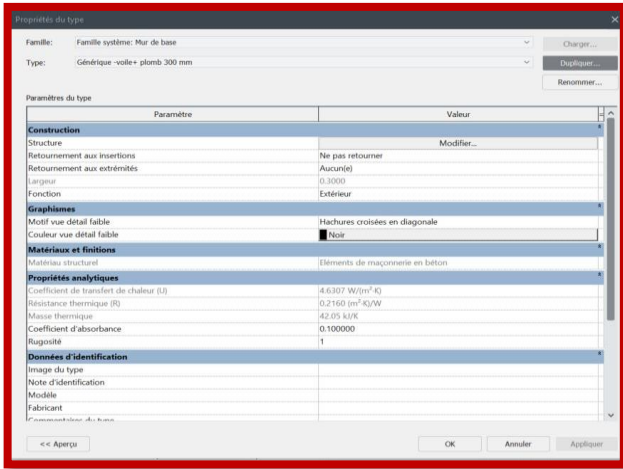 Propriétés du type
Famille: Famille système: Mur de base Charger...
Type: Générique -voile+ plomb 300 mm Dupliquer...
Renommer...
Paramètres du type
Paramètre Valeur =
Construction
Structure Modifier...
Retournement aux insertions Ne pas retourner
Retournement aux extrémités Aucun(e)
Largeur 0.3000
Fonction Extérieur
Graphismes
Motif vue détail faible Hachures croisées en diagonale
Couleur vue détail faible Noir
Matériaux et finitions
Matériau structurel Eléments de maçonnerie en béton
Propriétés analytiques
Coefficient de transfert de chaleur (U) 4.6307 W/(m²·K)
Résistance thermique (R) 0.2160 (m²·K)/W
Masse thermique 42.05 kJ/K
Coefficient d'absorbance 0.100000
Rugosité 1
Données d'identification
Image du type
Note d'identification
Modèle
Fabricant
Commentaires du type
<< Aperçu OK Annuler Appliquer